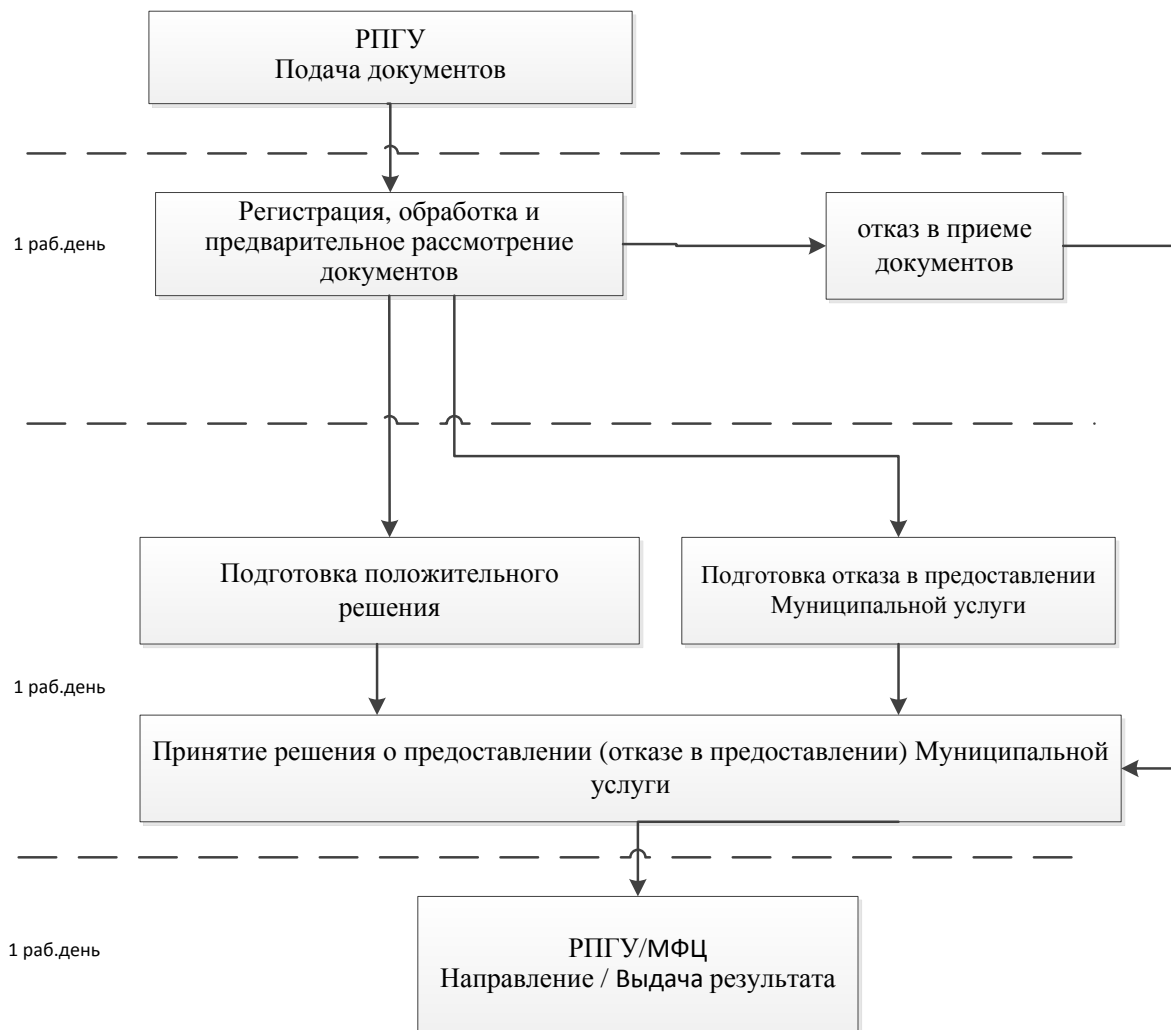 РПГУ
Подача документов
1 раб.день
Регистрация, обработка и
предварительное рассмотрение
документов
отказ в приеме
документов
Подготовка положительного
решения
Подготовка отказа в предоставлении
Муниципальной услуги
1 раб.день
Принятие решения о предоставлении (отказе в предоставлении) Муниципальной
услуги
1 раб.день
РПГУ/МФЦ
Направление / Выдача результата